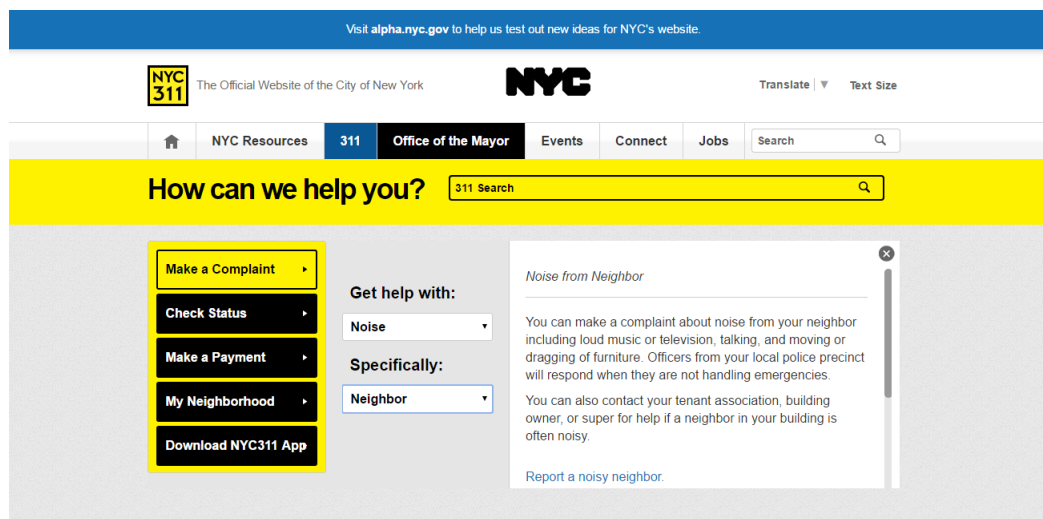 Visit alpha.nyc.gov to help us test out new ideas for NYC's website.
NYC
311
The Official Website of the City of New York
NYC
Translate
Text Size
NYC Resources
311
Office of the Mayor
Events
Connect
Jobs
Search
How can we help you?
311 Search
Make a Complaint
Check Status
Make a Payment
My Neighborhood
Download NYC311 App
Get help with:
Noise
Specifically:
Neighbor
Noise from Neighbor
You can make a complaint about noise from your neighbor
including loud music or television, talking, and moving or
dragging of furniture. Officers from your local police precinct
will respond when they are not handling emergencies.
You can also contact your tenant association, building
owner, or super for help if a neighbor in your building is
often noisy.
Report a noisy neighbor.